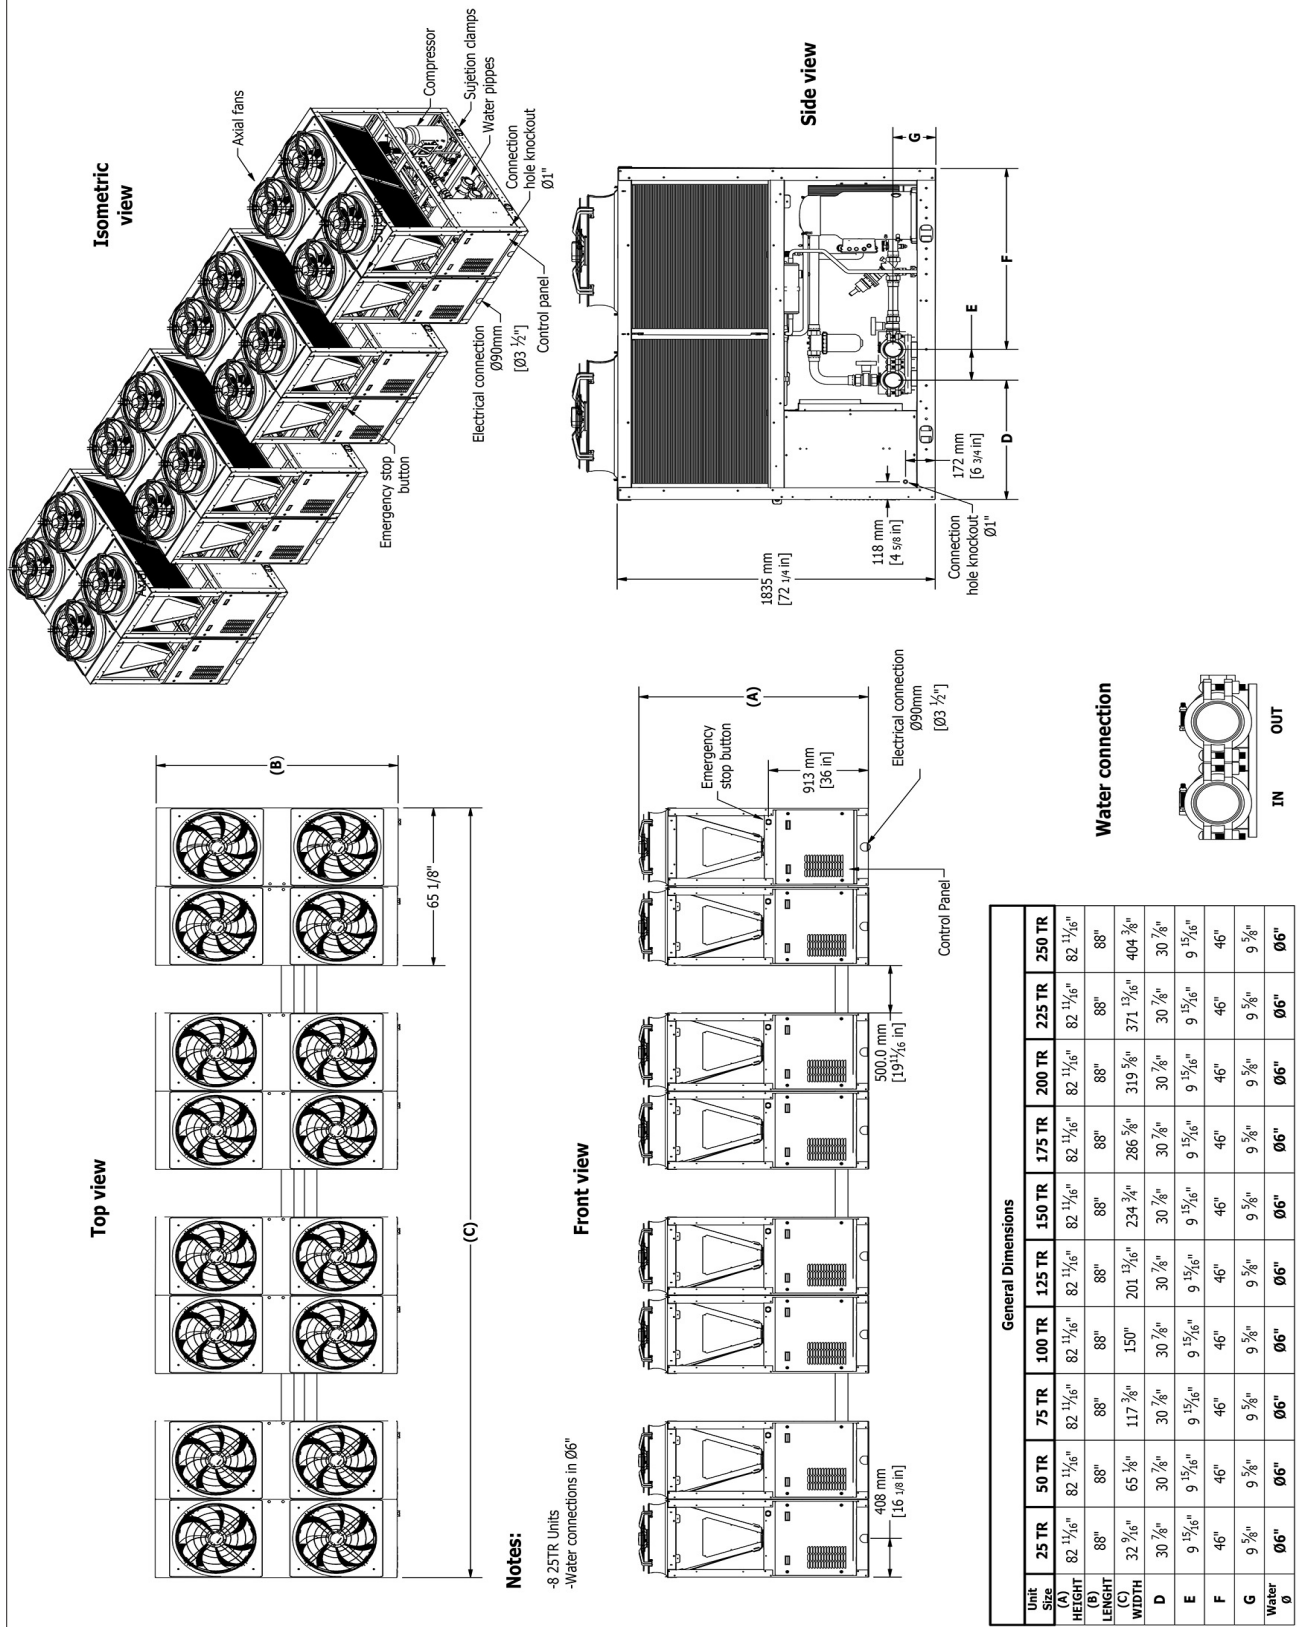 Top view
(B)
65 1/8"
(C)
Isometric
view
Axial fans
Compressor
Sujetion clamps
Water pippes
Connection
hole knockout
Ø1"
Control panel
Electrical connection
Ø90mm
[Ø3 ½"]
Emergency stop
button
Notes:
-8 25TR Units
-Water connections in Ø6"
Front view
(A)
Emergency
stop button
913 mm
[36 in]
Electrical connection
Ø90mm
[Ø3 ½"]
Control Panel
500.0 mm
[19 11/16 in]
408 mm
[16 1/8 in]
Side view
G
F
E
D
172 mm
[6 3/4 in]
118 mm
[4 5/8 in]
1835 mm
[72 1/4 in]
Connection
hole knockout
Ø1"
General Dimensions
Unit Size 25 TR 50 TR 75 TR 100 TR 125 TR 150 TR 175 TR 200 TR 225 TR 250 TR
(A) HEIGHT 82 11/16" 82 11/16" 82 11/16" 82 11/16" 82 11/16" 82 11/16" 82 11/16" 82 11/16" 82 11/16" 82 11/16"
(B) LENGHT 88" 88" 88" 88" 88" 88" 88" 88" 88" 88"
(C) WIDTH 32 9/16" 65 1/8" 117 3/8" 150" 201 13/16" 234 3/4" 286 5/8" 319 5/8" 371 13/16" 404 3/8"
D 30 7/8" 30 7/8" 30 7/8" 30 7/8" 30 7/8" 30 7/8" 30 7/8" 30 7/8" 30 7/8" 30 7/8"
E 9 15/16" 9 15/16" 9 15/16" 9 15/16" 9 15/16" 9 15/16" 9 15/16" 9 15/16" 9 15/16" 9 15/16"
F 46" 46" 46" 46" 46" 46" 46" 46" 46" 46"
G 9 5/8" 9 5/8" 9 5/8" 9 5/8" 9 5/8" 9 5/8" 9 5/8" 9 5/8" 9 5/8" 9 5/8"
Water Ø Ø6" Ø6" Ø6" Ø6" Ø6" Ø6" Ø6" Ø6" Ø6" Ø6"
Water connection
IN
OUT